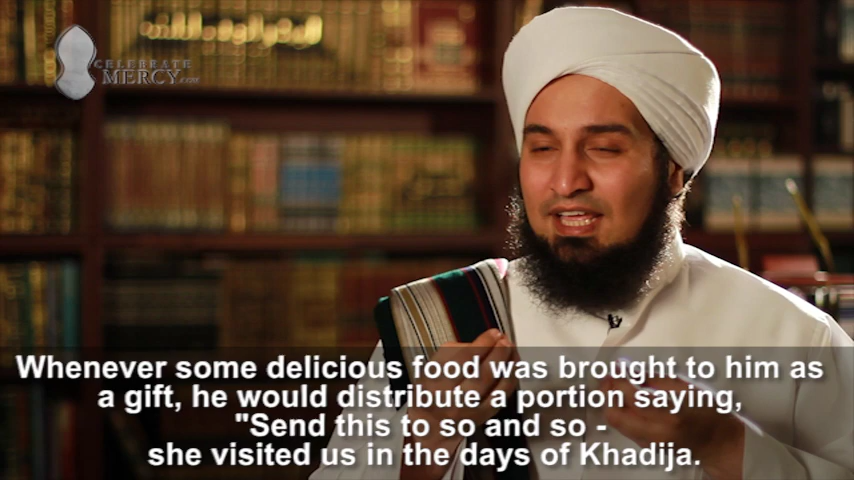 CELEBRATE
MERCY.com
Whenever some delicious food was brought to him as
a gift, he would distribute a portion saying,
"Send this to so and so -
she visited us in the days of Khadija.